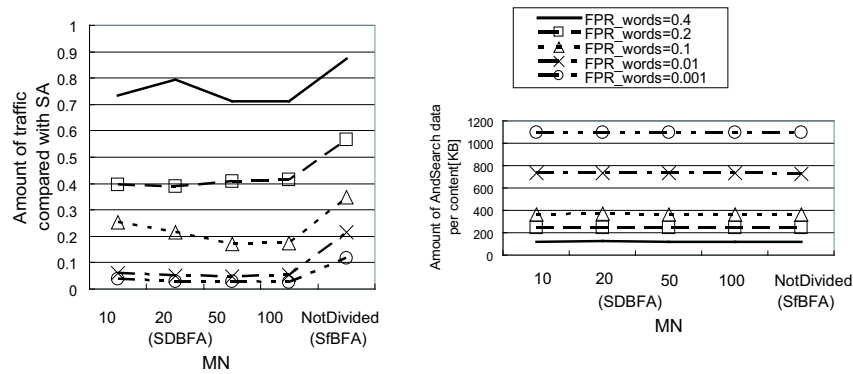 1
0.9
0.8
0.7
0.6
0.5
0.4
0.3
0.2
0.1
0
Amount of traffic
compared with SA
10 20 50 100 NotDivided
(SDBFA) (SfBFA)
MN
FPR_words=0.4
FPR_words=0.2
FPR_words=0.1
FPR_words=0.01
FPR_words=0.001
1200
1000
800
600
400
200
0
Amount of AndSearch data
per content[KB]
10 20 50 100 NotDivided
(SDBFA) (SfBFA)
MN